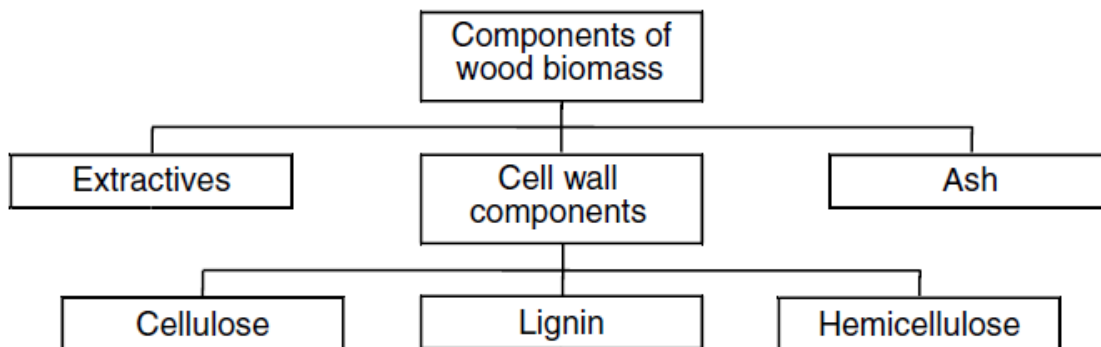 Components of
wood biomass
Extractives
Cell wall
components
Ash
Cellulose
Lignin
Hemicellulose